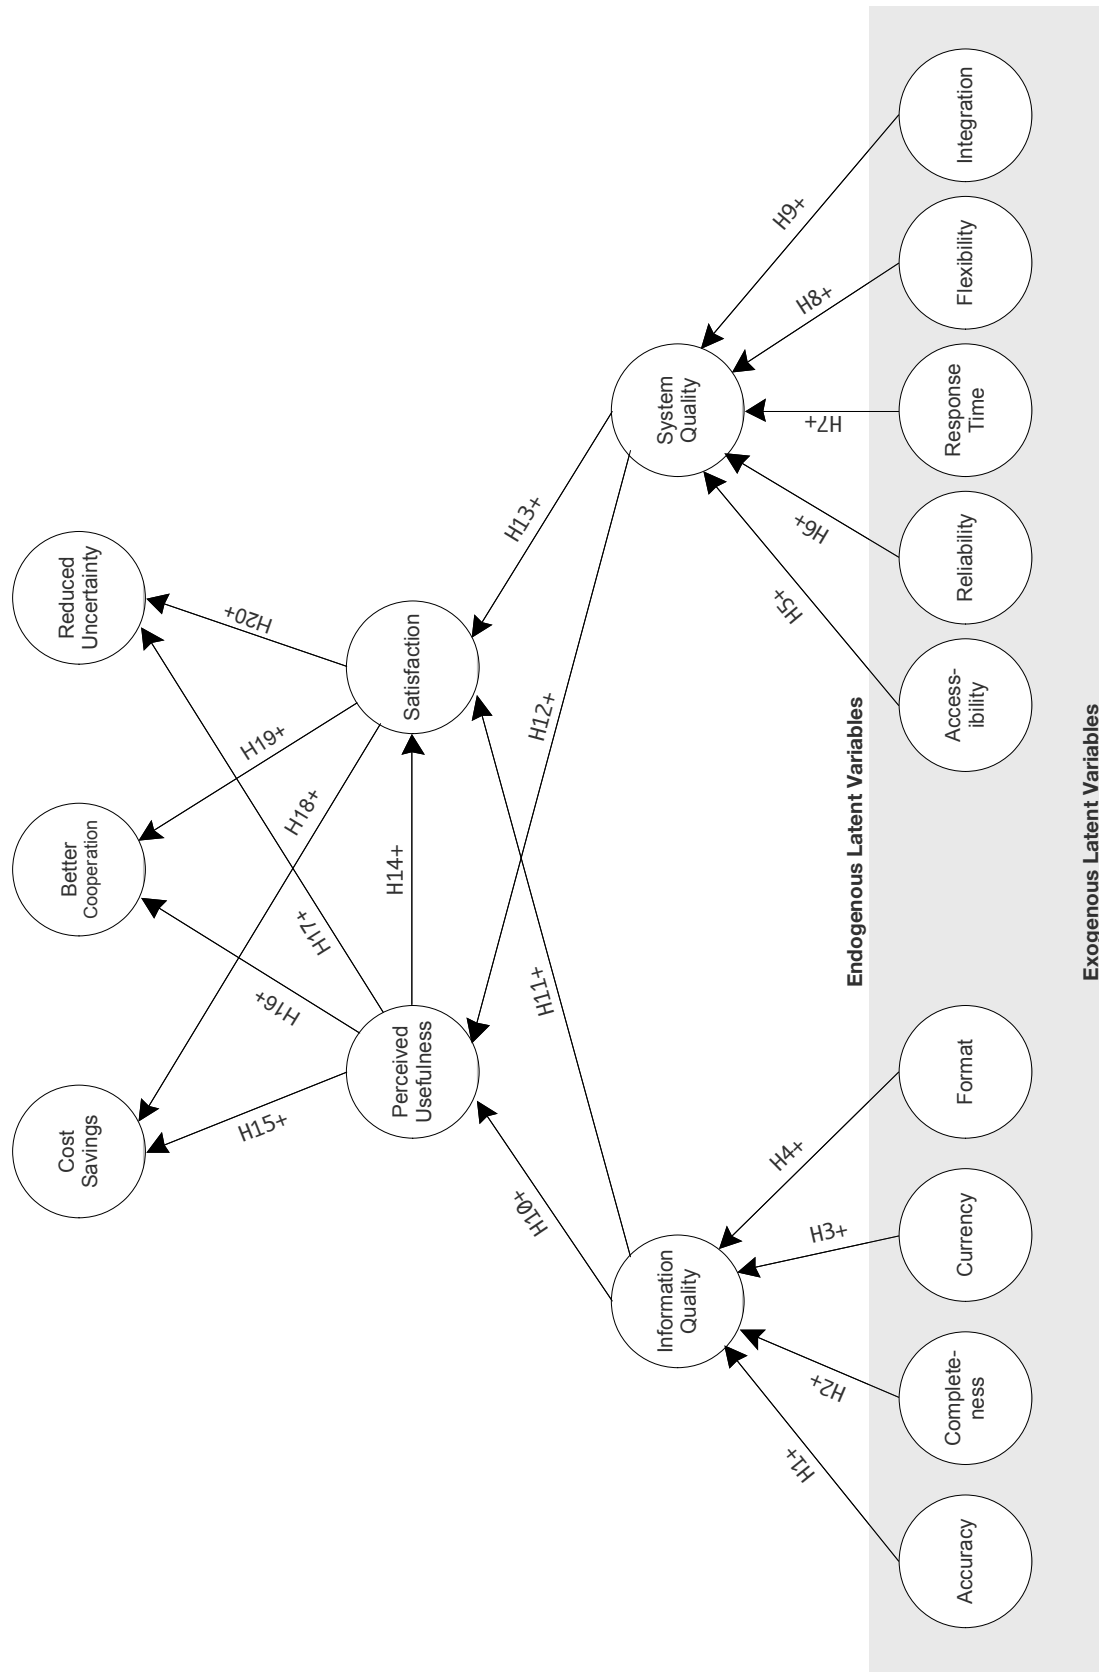 Reduced
Uncertainty
Better
Cooperation
Cost
Savings
H20+
H19+
H18+
H17+
H16+
H15+
Satisfaction
H14+
Perceived
Usefulness
H13+
H12+
H11+
H10+
System
Quality
Information
Quality
H9+
H8+
H7+
H6+
H5+
H4+
H3+
H2+
H1+
Endogenous Latent Variables
Integration
Flexibility
Response
Time
Reliability
Access-
ibility
Format
Currency
Complete-
ness
Accuracy
Exogenous Latent Variables